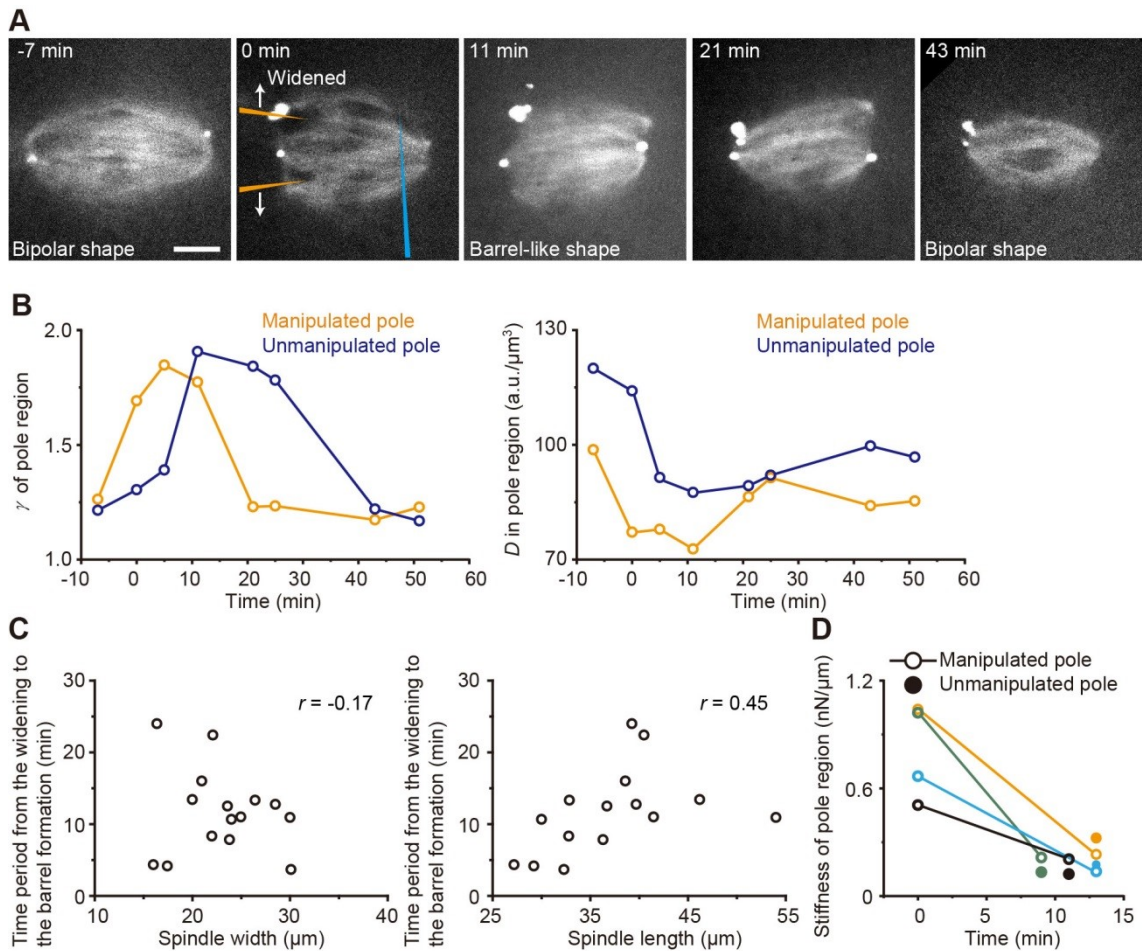 A
-7 min
0 min
11 min
21 min
43 min
Widened
Bipolar shape
Barrel-like shape
Bipolar shape
B
Manipulated pole
Unmanipulated pole
γ of pole region
2.0
1.5
1.0
-10 0 10 20 30 40 50 60
Time (min)
Manipulated pole
Unmanipulated pole
D in pole region (a.u./µm³)
130
100
70
-10 0 10 20 30 40 50 60
Time (min)
C
Time period from the widening to
the barrel formation (min)
30
20
10
0
r = -0.17
10 20 30 40
Spindle width (µm)
Time period from the widening to
the barrel formation (min)
30
20
10
0
r = 0.45
25 35 45 55
Spindle length (µm)
D
Manipulated pole
Unmanipulated pole
Stiffness of pole region (nN/µm)
1.2
0.6
0
0 5 10 15
Time (min)